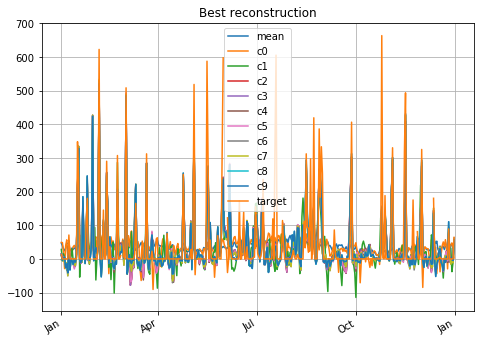 Best reconstruction
700
600
500
400
300
200
100
0
−100
Jan
Apr
Jul
Oct
Jan
mean
c0
c1
c2
c3
c4
c5
c6
c7
c8
c9
target